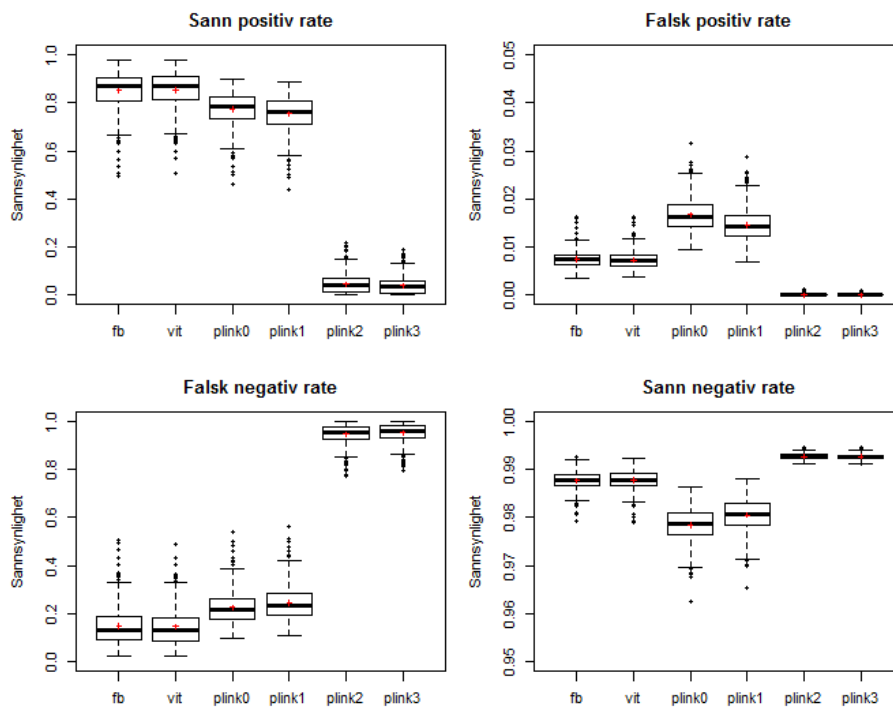 Sann positiv rate
Sannsynlighet
0.0 0.2 0.4 0.6 0.8 1.0
fb vit plink0 plink1 plink2 plink3
Falsk positiv rate
Sannsynlighet
0.00 0.01 0.02 0.03 0.04 0.05
fb vit plink0 plink1 plink2 plink3
Falsk negativ rate
Sannsynlighet
0.0 0.2 0.4 0.6 0.8 1.0
fb vit plink0 plink1 plink2 plink3
Sann negativ rate
Sannsynlighet
0.95 0.96 0.97 0.98 0.99 1.00
fb vit plink0 plink1 plink2 plink3